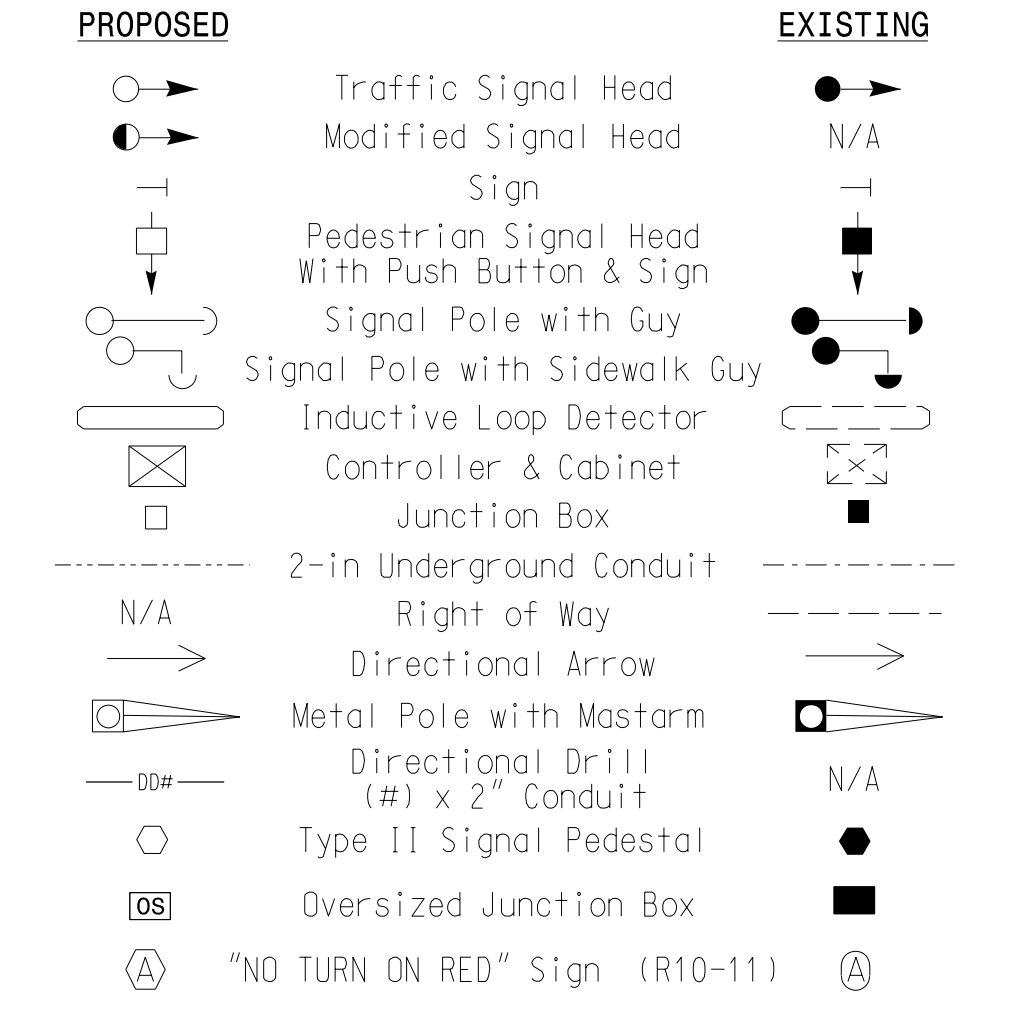 PROPOSED EXISTING
Traffic Signal Head
Modified Signal Head N/A
Sign
Pedestrian Signal Head
With Push Button & Sign
Signal Pole with Guy
Signal Pole with Sidewalk Guy
Inductive Loop Detector
Controller & Cabinet
Junction Box
2-in Underground Conduit
N/A Right of Way
Directional Arrow
Metal Pole with Mastarm
Directional Drill
DD# (#) x 2" Conduit N/A
Type II Signal Pedestal
OS Oversized Junction Box
A "NO TURN ON RED" Sign (R10-11) A